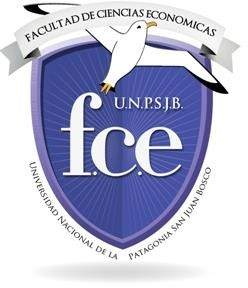 FACULTAD DE CIENCIAS ECONOMICAS
U.N.P.S.J.B.
f.c.e
UNIVERSIDAD NACIONAL DE LA PATAGONIA SAN JUAN BOSCO